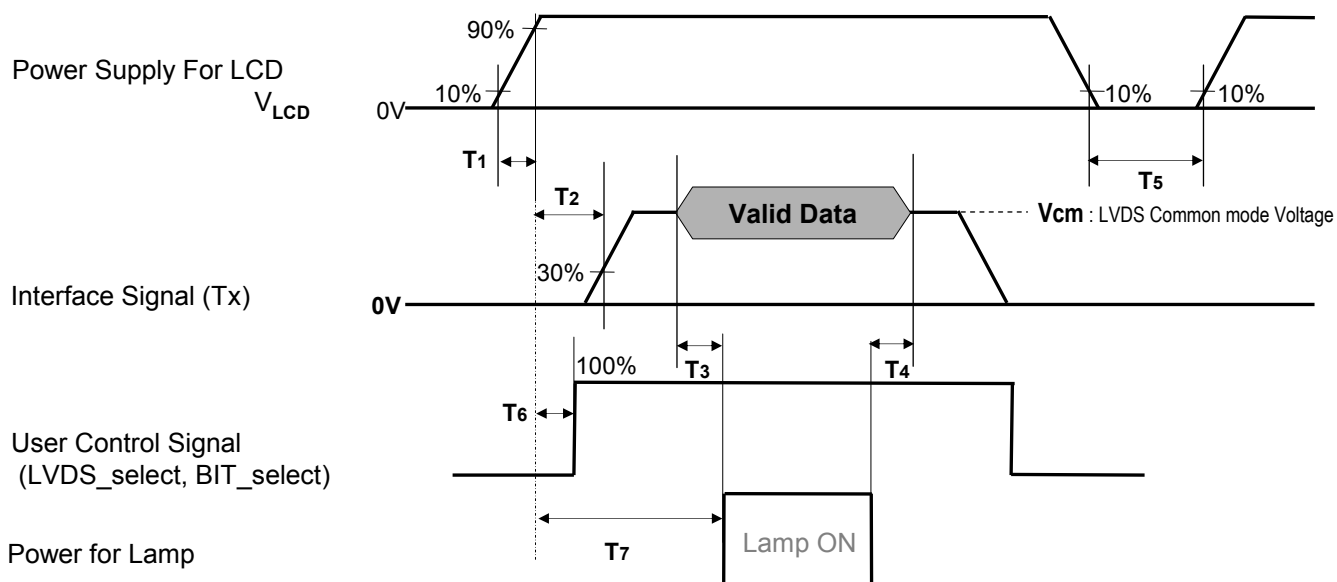 90%
Power Supply For LCD
VLCD
10%
0V
10%
10%
T1
T2
T5
Valid Data
Vcm : LVDS Common mode Voltage
30%
Interface Signal (Tx)
0V
100%
T3
T4
T6
User Control Signal
(LVDS_select, BIT_select)
T7
Lamp ON
Power for Lamp